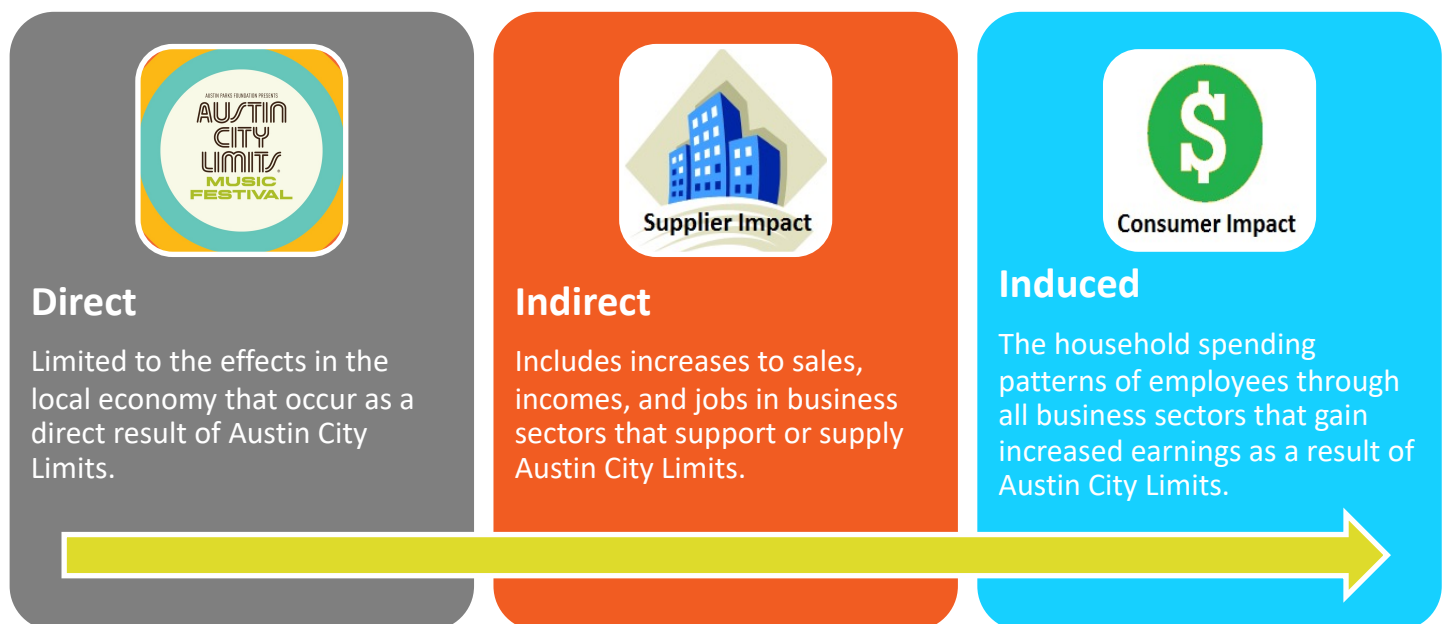 AUSTIN PARKS FOUNDATION PRESENTS
AUSTIN
CITY
LIMITS
MUSIC
FESTIVAL
Direct
Limited to the effects in the
local economy that occur as a
direct result of Austin City
Limits.
Supplier Impact
Indirect
Includes increases to sales,
incomes, and jobs in business
sectors that support or supply
Austin City Limits.
$
Consumer Impact
Induced
The household spending
patterns of employees through
all business sectors that gain
increased earnings as a result of
Austin City Limits.